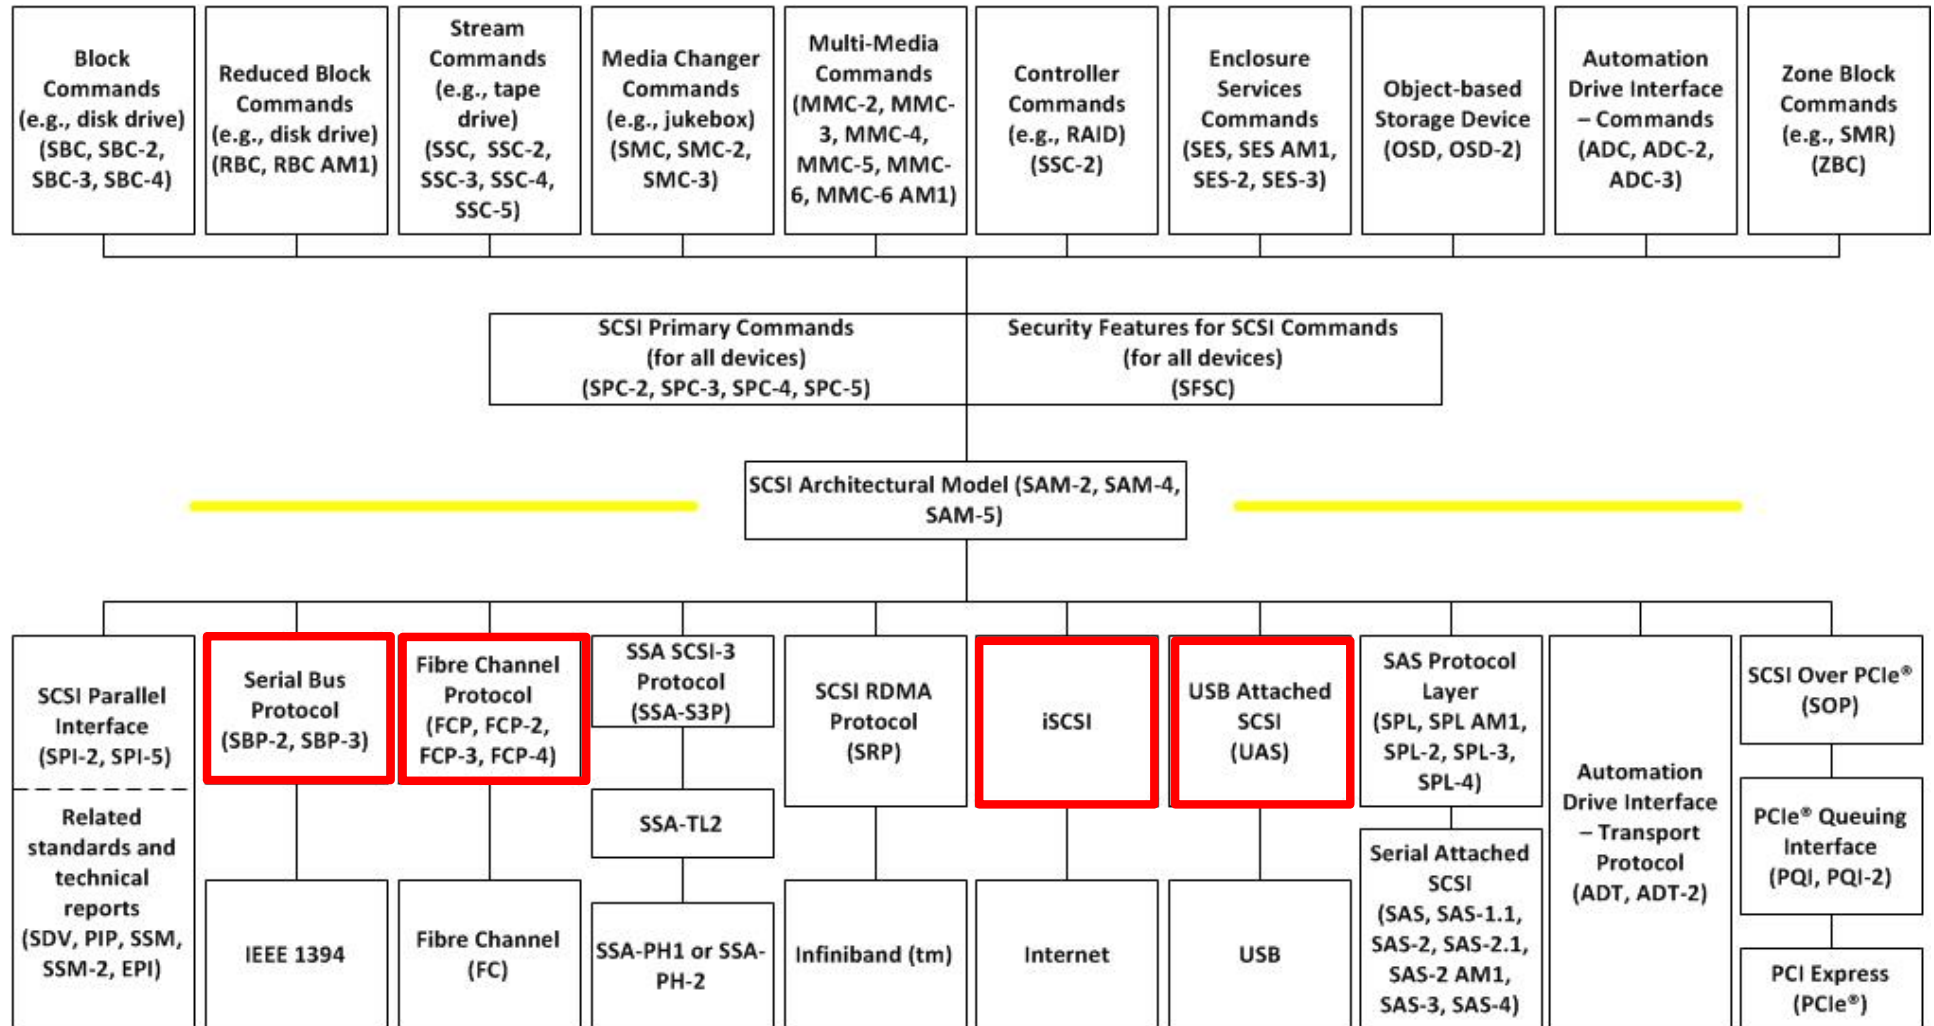 Block
Commands
(e.g., disk drive)
(SBC, SBC-2,
SBC-3, SBC-4)
Reduced Block
Commands
(e.g., disk drive)
(RBC, RBC AM1)
Stream
Commands
(e.g., tape
drive)
(SSC, SSC-2,
SSC-3, SSC-4,
SSC-5)
Media Changer
Commands
(e.g., jukebox)
(SMC, SMC-2,
SMC-3)
Multi-Media
Commands
(MMC-2, MMC-
3, MMC-4,
MMC-5, MMC-
6, MMC-6 AM1)
Controller
Commands
(e.g., RAID)
(SSC-2)
Enclosure
Services
Commands
(SES, SES AM1,
SES-2, SES-3)
Object-based
Storage Device
(OSD, OSD-2)
Automation
Drive Interface
– Commands
(ADC, ADC-2,
ADC-3)
Zone Block
Commands
(e.g., SMR)
(ZBC)
SCSI Primary Commands
(for all devices)
(SPC-2, SPC-3, SPC-4, SPC-5)
Security Features for SCSI Commands
(for all devices)
(SFSC)
SCSI Architectural Model (SAM-2, SAM-4,
SAM-5)
SCSI Parallel
Interface
(SPI-2, SPI-5)
Related
standards and
technical
reports
(SDV, PIP, SSM,
SSM-2, EPI)
Serial Bus
Protocol
(SBP-2, SBP-3)
IEEE 1394
Fibre Channel
Protocol
(FCP, FCP-2,
FCP-3, FCP-4)
Fibre Channel
(FC)
SSA SCSI-3
Protocol
(SSA-S3P)
SSA-TL2
SSA-PH1 or SSA-
PH-2
SCSI RDMA
Protocol
(SRP)
Infiniband (tm)
iSCSI
Internet
USB Attached
SCSI
(UAS)
USB
SAS Protocol
Layer
(SPL, SPL AM1,
SPL-2, SPL-3,
SPL-4)
Serial Attached
SCSI
(SAS, SAS-1.1,
SAS-2, SAS-2.1,
SAS-2 AM1,
SAS-3, SAS-4)
Automation
Drive Interface
– Transport
Protocol
(ADT, ADT-2)
SCSI Over PCIe®
(SOP)
PCIe® Queuing
Interface
(PQI, PQI-2)
PCI Express
(PCIe®)